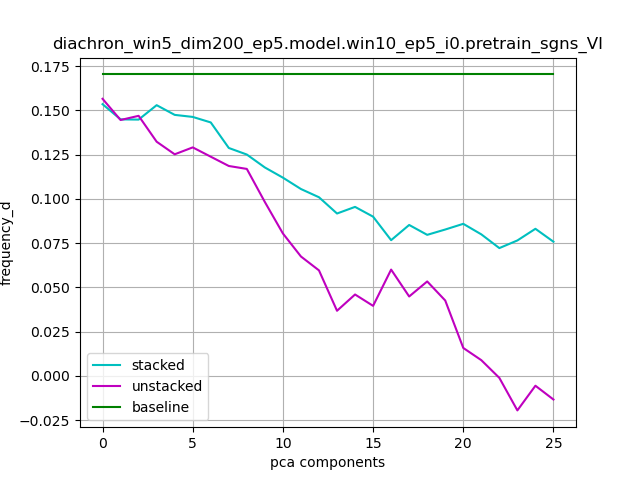 diachron_win5_dim200_ep5.model.win10_ep5_i0.pretrain_sgns_VI
0.175
0.150
0.125
0.100
0.075
0.050
0.025
0.000
−0.025
frequency_d
stacked
unstacked
baseline
0 5 10 15 20 25
pca components